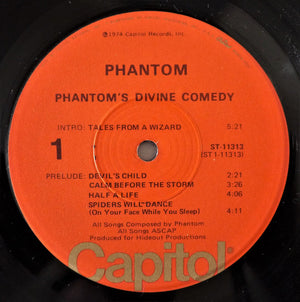 ℗1974 Capitol Records, Inc.
PHANTOM
PHANTOM'S DIVINE COMEDY
INTRO: TALES FROM A WIZARD 5:21
1
ST-11313
(ST1-11313)
PRELUDE: DEVIL'S CHILD 2:21
CALM BEFORE THE STORM 3:26
HALF A LIFE 4:06
SPIDERS WILL DANCE
(On Your Face While You Sleep) 4:11
All Songs Composed by Phantom
All Songs ASCAP
Produced for Hideout Productions
Capitol